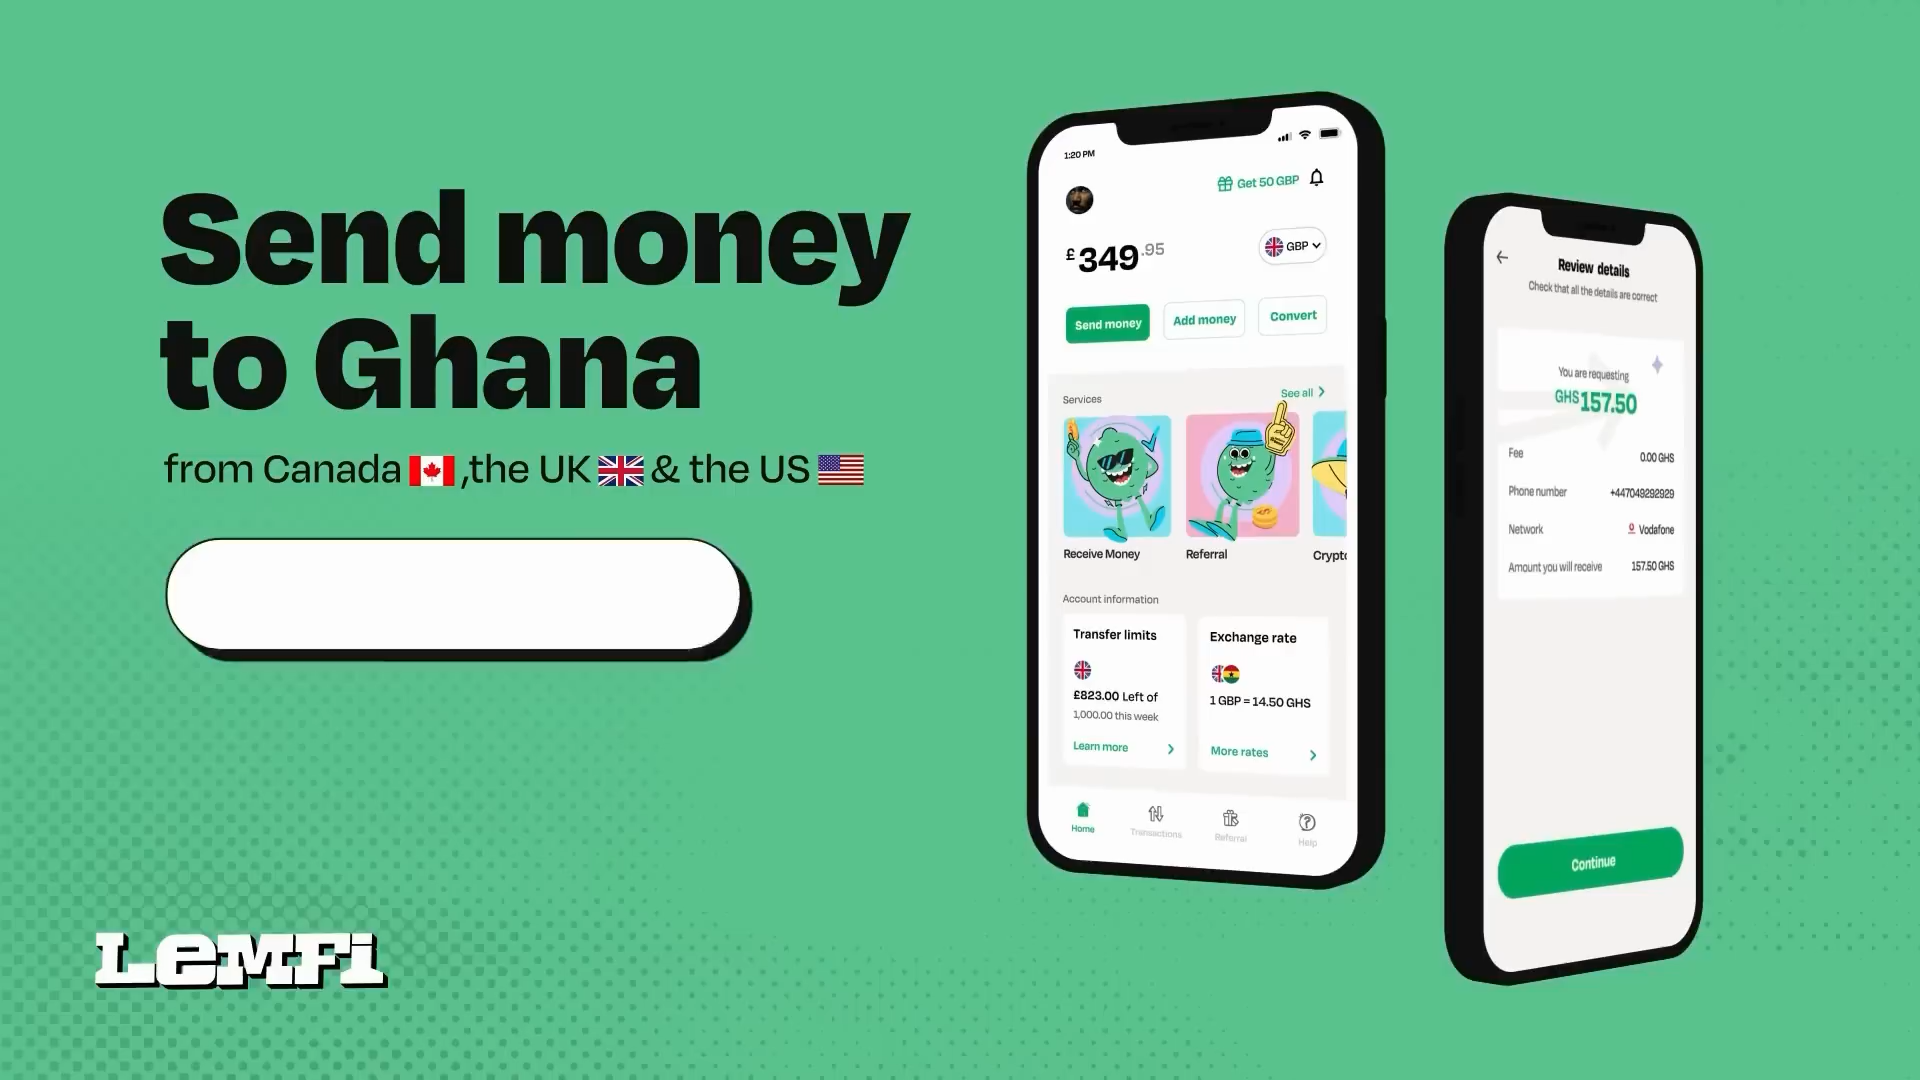 Send money
to Ghana
from Canada ,the UK & the US
LemFi
1:20 PM
Get 50 GBP
£349.95
GBP
Send money
Add money
Convert
Services
See all
Receive Money
Referral
Crypto
Account information
Transfer limits
£823.00 Left of
1,000.00 this week
Learn more
Exchange rate
1 GBP = 14.50 GHS
More rates
Home
Transactions
Referral
Help
Review details
Check that all the details are correct
You are requesting
GHS157.50
Fee 0.00 GHS
Phone number +447049292929
Network Vodafone
Amount you will receive 157.50 GHS
Continue